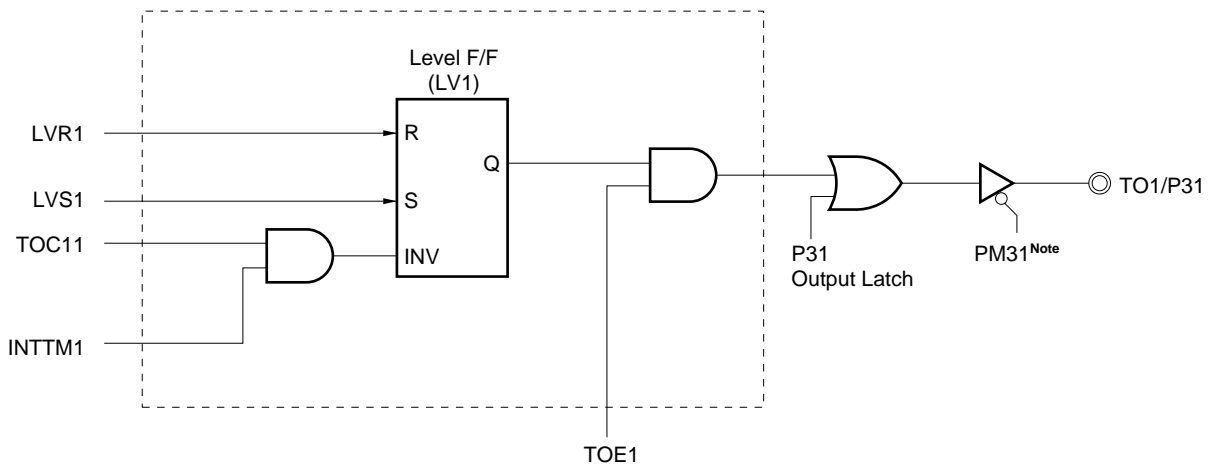 Level F/F
(LV1)
LVR1
R
Q
TO1/P31
LVS1
S
TOC11
INV
P31
Output Latch
PM31Note
INTTM1
TOE1